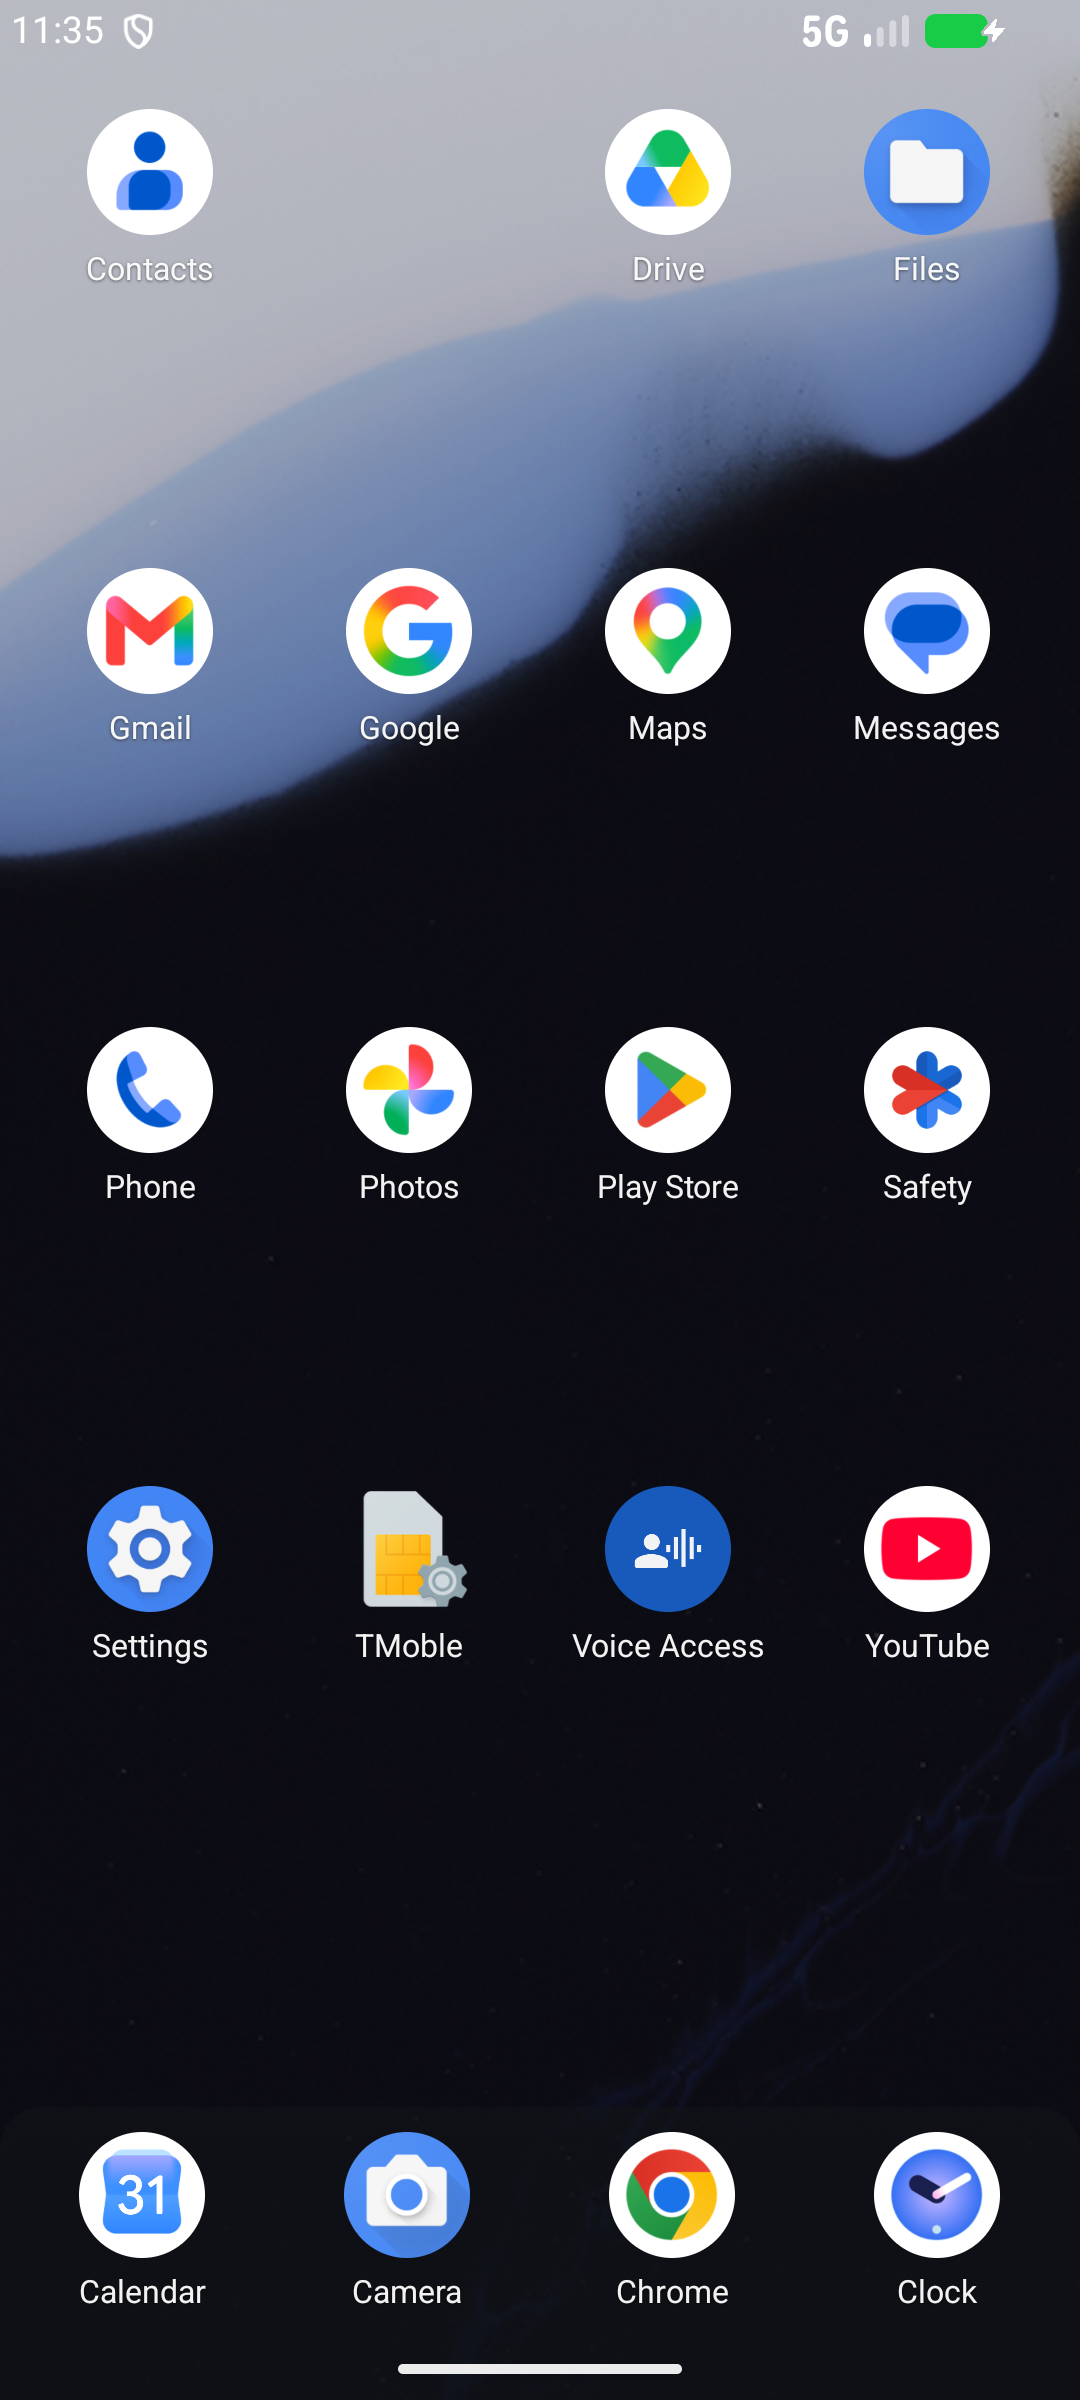 11:35 5G
Contacts Drive Files
Gmail Google Maps Messages
Phone Photos Play Store Safety
Settings TMoble Voice Access YouTube
31
Calendar Camera Chrome Clock